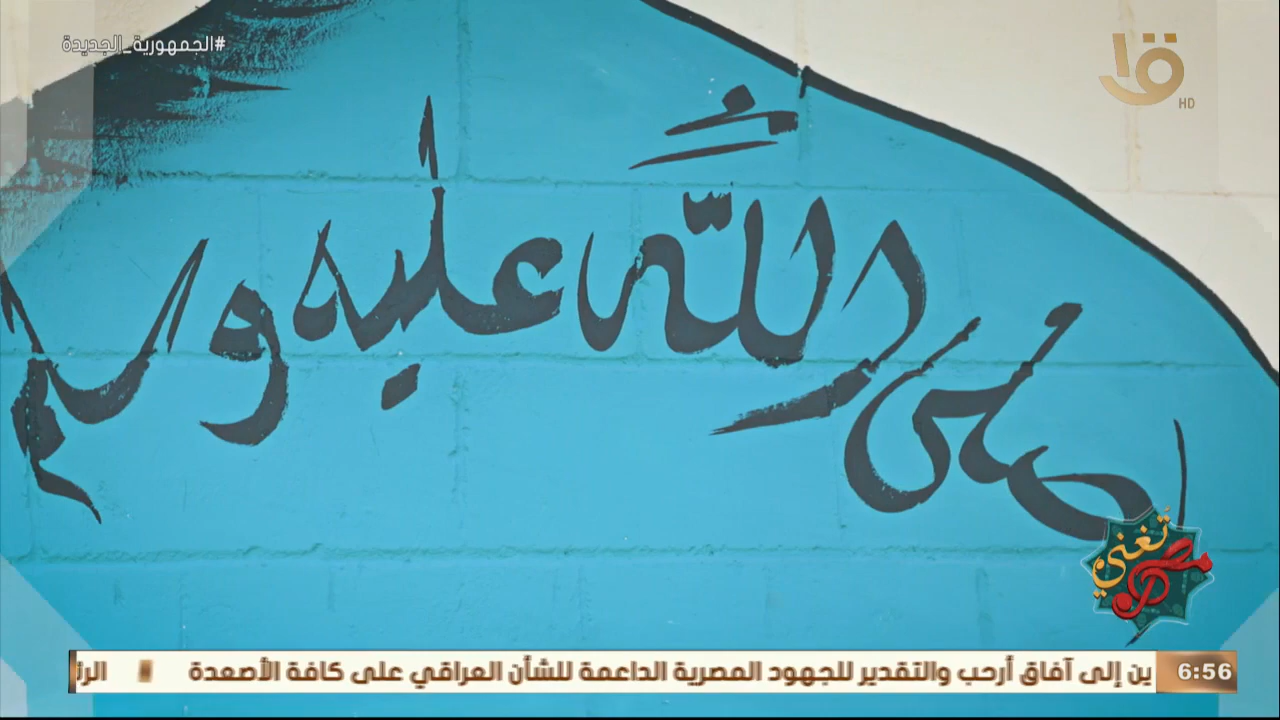 #الجمهورية_الجديدة
HD
صلى الله عليه وسلم
مصر تغني
ين إلى آفاق أرحب والتقدير للجهود المصرية الداعمة للشأن العراقي على كافة الأصعدة
6:56